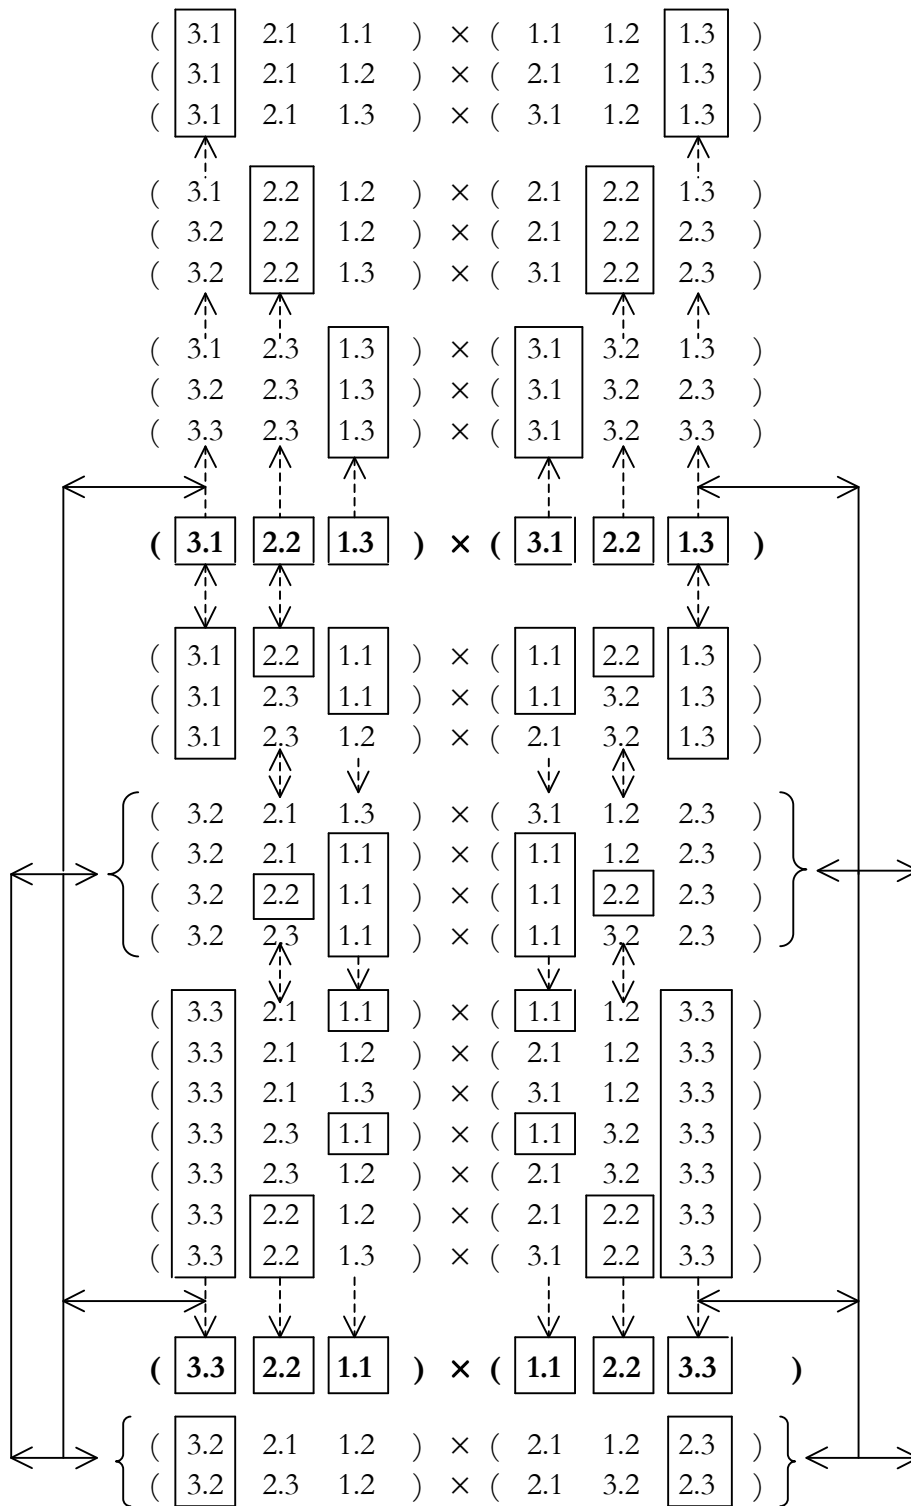 ( 3.1 2.1 1.1 ) × ( 1.1 1.2 1.3 )
( 3.1 2.1 1.2 ) × ( 2.1 1.2 1.3 )
( 3.1 2.1 1.3 ) × ( 3.1 1.2 1.3 )
( 3.1 2.2 1.2 ) × ( 2.1 2.2 1.3 )
( 3.2 2.2 1.2 ) × ( 2.1 2.2 2.3 )
( 3.2 2.2 1.3 ) × ( 3.1 2.2 2.3 )
( 3.1 2.3 1.3 ) × ( 3.1 3.2 1.3 )
( 3.2 2.3 1.3 ) × ( 3.1 3.2 2.3 )
( 3.3 2.3 1.3 ) × ( 3.1 3.2 3.3 )
( 3.1 2.2 1.3 ) × ( 3.1 2.2 1.3 )
( 3.1 2.2 1.1 ) × ( 1.1 2.2 1.3 )
( 3.1 2.3 1.1 ) × ( 1.1 3.2 1.3 )
( 3.1 2.3 1.2 ) × ( 2.1 3.2 1.3 )
( 3.2 2.1 1.3 ) × ( 3.1 1.2 2.3 )
( 3.2 2.1 1.1 ) × ( 1.1 1.2 2.3 )
( 3.2 2.2 1.1 ) × ( 1.1 2.2 2.3 )
( 3.2 2.3 1.1 ) × ( 1.1 3.2 2.3 )
( 3.3 2.1 1.1 ) × ( 1.1 1.2 3.3 )
( 3.3 2.1 1.2 ) × ( 2.1 1.2 3.3 )
( 3.3 2.1 1.3 ) × ( 3.1 1.2 3.3 )
( 3.3 2.3 1.1 ) × ( 1.1 3.2 3.3 )
( 3.3 2.3 1.2 ) × ( 2.1 3.2 3.3 )
( 3.3 2.2 1.2 ) × ( 2.1 2.2 3.3 )
( 3.3 2.2 1.3 ) × ( 3.1 2.2 3.3 )
( 3.3 2.2 1.1 ) × ( 1.1 2.2 3.3 )
( 3.2 2.1 1.2 ) × ( 2.1 1.2 2.3 )
( 3.2 2.3 1.2 ) × ( 2.1 3.2 2.3 )